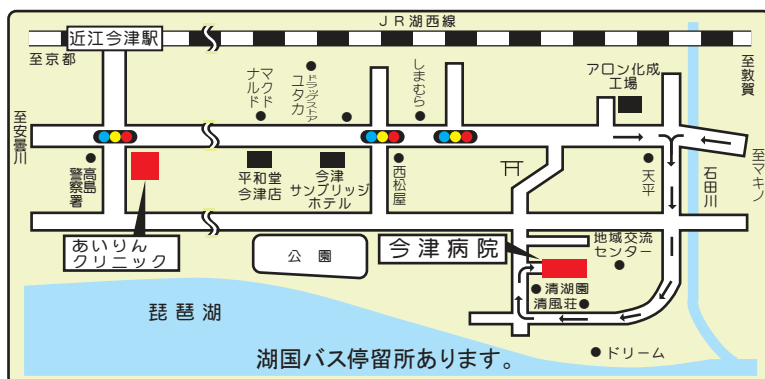 JR湖西線
近江今津駅
至京都
至敦賀
マクド
ナルド
ドラッグストア
ユタカ
しまむら
アロン化成
工場
至安曇川
至マキノ
高島
警察署
平和堂
今津店
今津
サンブリッジ
ホテル
西松屋
天平
石田川
あいりん
クリニック
公園
今津病院
地域交流
センター
清湖園
清風荘
琵琶湖
湖国バス停留所あります。
ドリーム